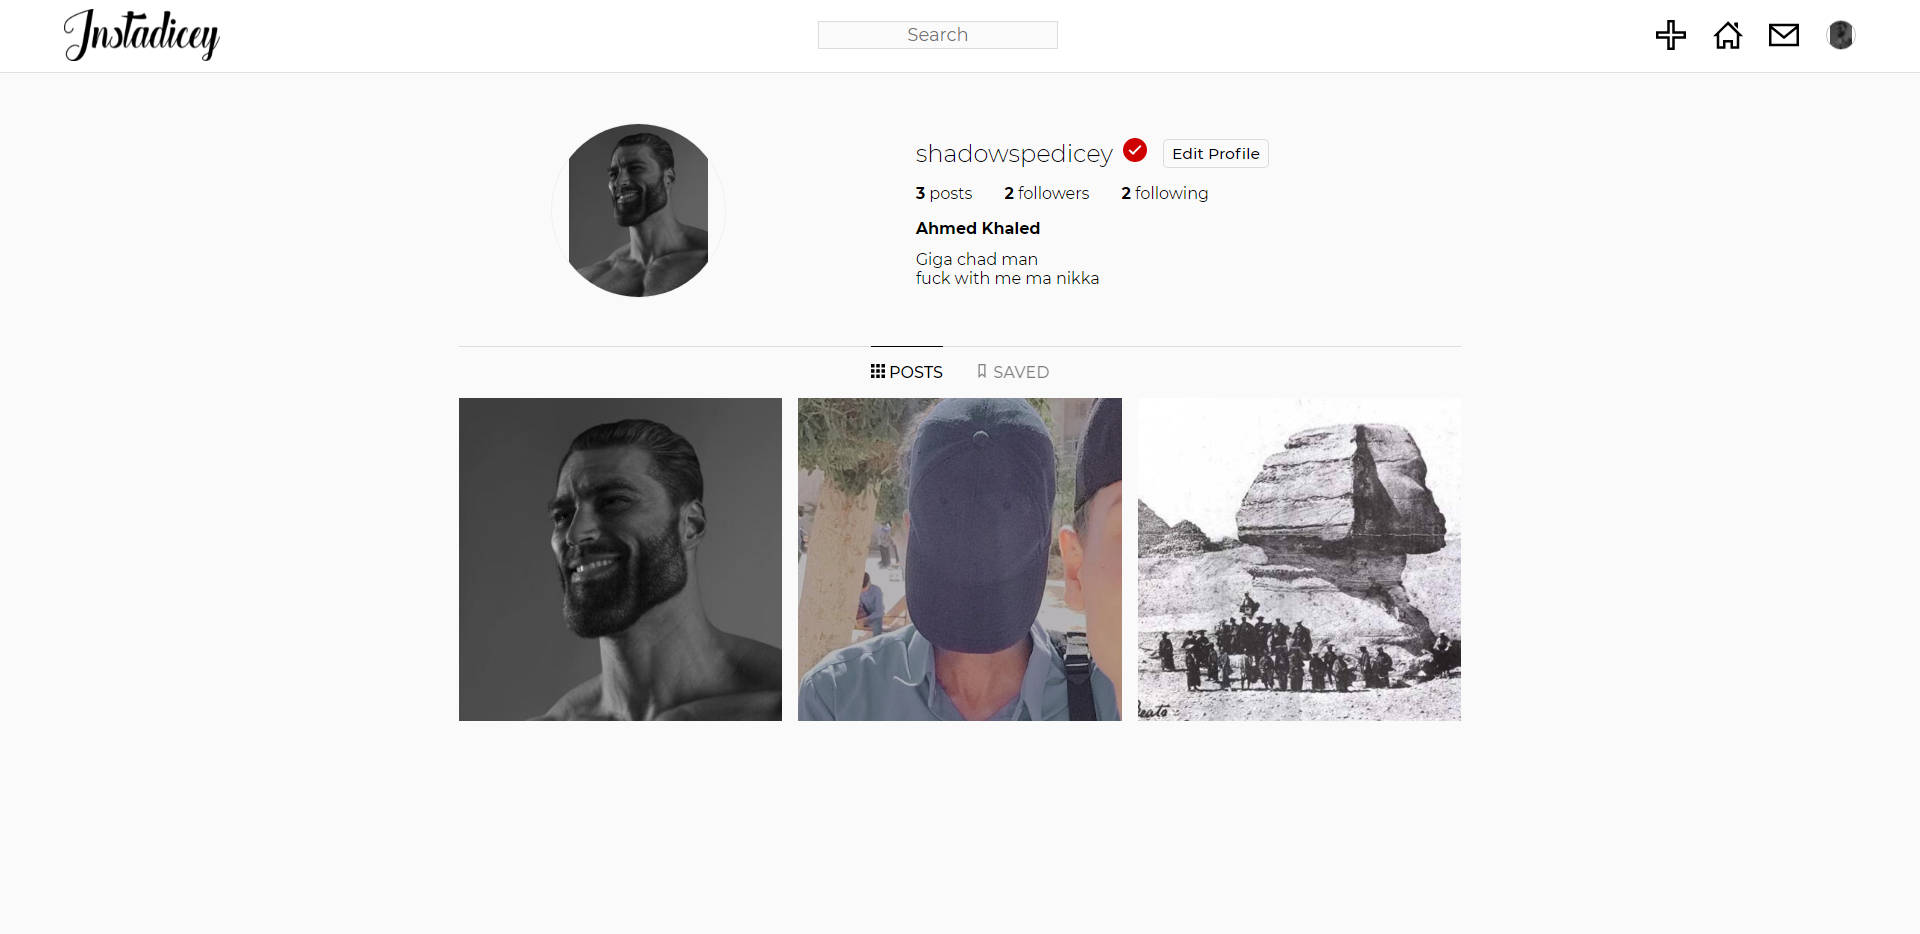 Instadicey
Search
shadowspedicey
Edit Profile
3 posts 2 followers 2 following
Ahmed Khaled
Giga chad man
fuck with me ma nikka
POSTS
SAVED
Beato